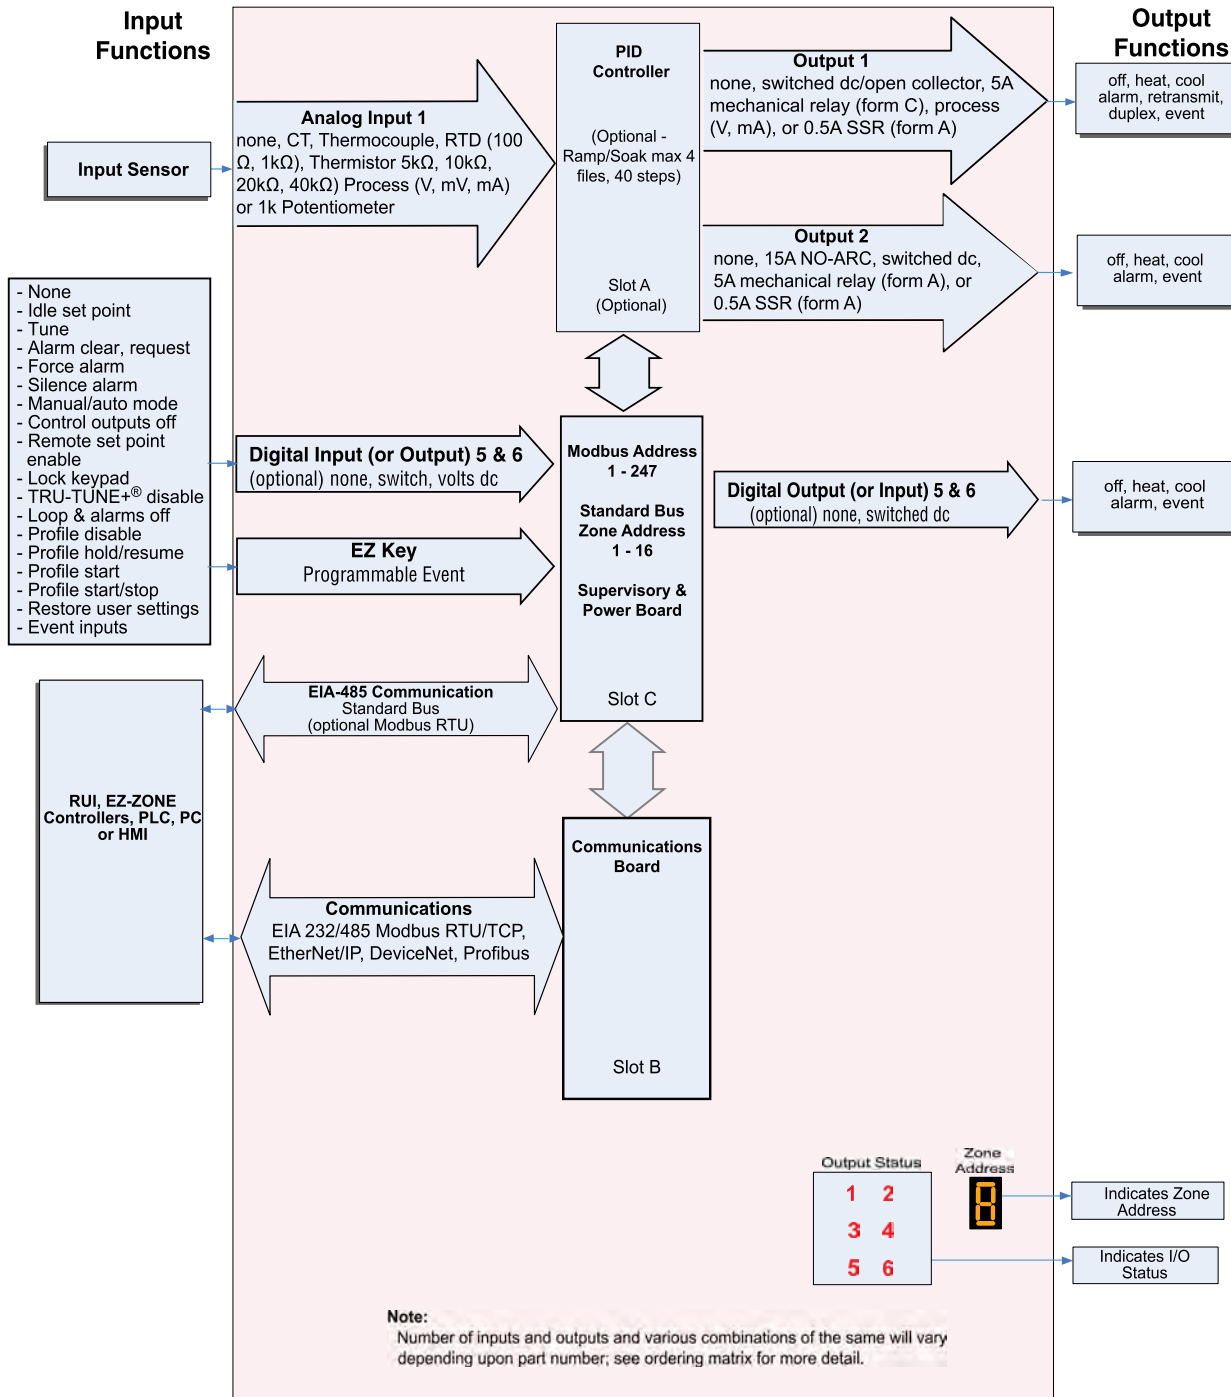 Input
Functions
Output
Functions
PID
Controller
(Optional -
Ramp/Soak max 4
files, 40 steps)
Slot A
(Optional)
Input Sensor
Analog Input 1
none, CT, Thermocouple, RTD (100
Ω, 1kΩ), Thermistor 5kΩ, 10kΩ,
20kΩ, 40kΩ) Process (V, mV, mA)
or 1k Potentiometer
Output 1
none, switched dc/open collector, 5A
mechanical relay (form C), process
(V, mA), or 0.5A SSR (form A)
off, heat, cool
alarm, retransmit,
duplex, event
Output 2
none, 15A NO-ARC, switched dc,
5A mechanical relay (form A), or
0.5A SSR (form A)
off, heat, cool
alarm, event
- None
- Idle set point
- Tune
- Alarm clear, request
- Force alarm
- Silence alarm
- Manual/auto mode
- Control outputs off
- Remote set point
enable
- Lock keypad
- TRU-TUNE+® disable
- Loop & alarms off
- Profile disable
- Profile hold/resume
- Profile start
- Profile start/stop
- Restore user settings
- Event inputs
Digital Input (or Output) 5 & 6
(optional) none, switch, volts dc
EZ Key
Programmable Event
Modbus Address
1 - 247
Standard Bus
Zone Address
1 - 16
Supervisory &
Power Board
Slot C
Digital Output (or Input) 5 & 6
(optional) none, switched dc
off, heat, cool
alarm, event
EIA-485 Communication
Standard Bus
(optional Modbus RTU)
RUI, EZ-ZONE
Controllers, PLC, PC
or HMI
Communications
EIA 232/485 Modbus RTU/TCP,
EtherNet/IP, DeviceNet, Profibus
Communications
Board
Slot B
Output Status
1 2
3 4
5 6
Zone
Address
8
Indicates Zone
Address
Indicates I/O
Status
Note:
Number of inputs and outputs and various combinations of the same will vary
depending upon part number; see ordering matrix for more detail.